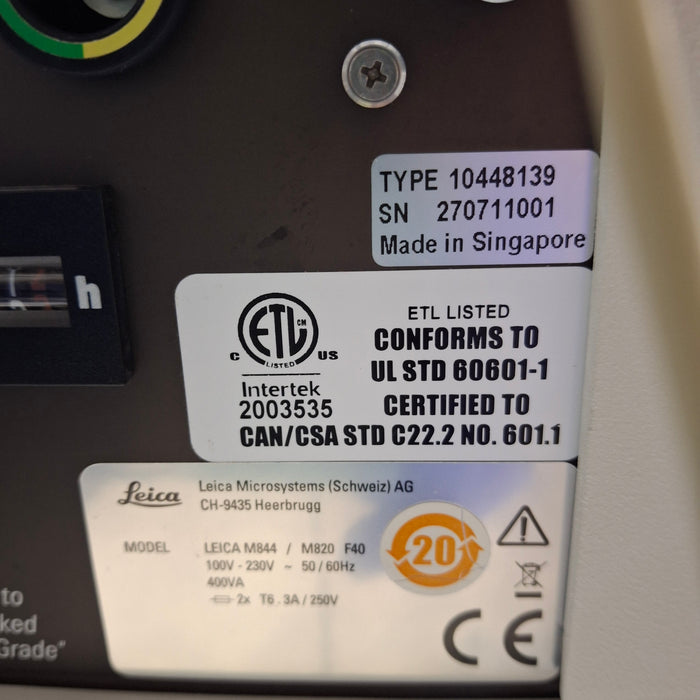 TYPE 10448139
SN 270711001
Made in Singapore
h
ETL CM
LISTED
C US
Intertek
2003535
ETL LISTED
CONFORMS TO
UL STD 60601-1
CERTIFIED TO
CAN/CSA STD C22.2 NO. 601.1
Leica
Leica Microsystems (Schweiz) AG
CH-9435 Heerbrugg
MODEL LEICA M844 / M820 F40
100V - 230V ~ 50/60Hz
400VA
2x T6.3A/250V
20
CE
to
ked
Grade"